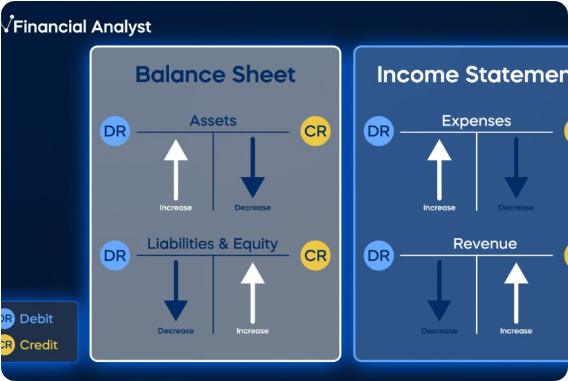 Financial Analyst
Balance Sheet
Assets
DR
CR
Increase
Decrease
Liabilities & Equity
DR
CR
Decrease
Increase
Income Statemen
Expenses
DR
Increase
Decrease
Revenue
DR
Decrease
Increase
DR Debit
CR Credit